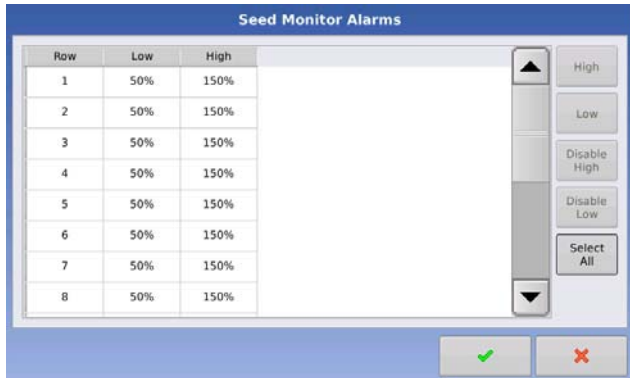 Seed Monitor Alarms
Row Low High
1 50% 150%
2 50% 150%
3 50% 150%
4 50% 150%
5 50% 150%
6 50% 150%
7 50% 150%
8 50% 150%
High
Low
Disable
High
Disable
Low
Select
All